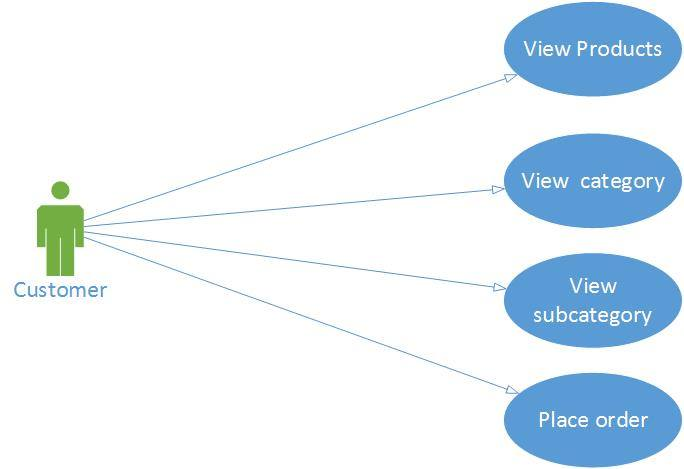 View Products
View category
Customer
View
subcategory
Place order